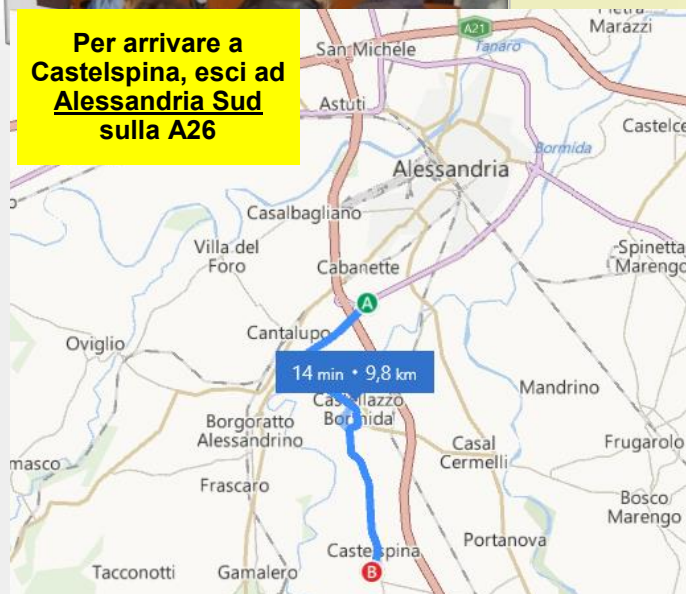 Per arrivare a
Castelspina, esci ad
Alessandria Sud
sulla A26
Marazzi
A21
San Michele
Tanaro
Astuti
Castelce
Bormida
Alessandria
Casalbagliano
Villa del
Foro
Spinetta
Marengo
Cabanette
A
Cantalupo
Oviglio
14 min • 9,8 km
Mandrino
Castellazzo
Bormida
Borgoratto
Alessandrino
Casal
Cermelli
Frugarolo
masco
Frascaro
Bosco
Marengo
Portanova
Castelspina
B
Tacconotti
Gamalero